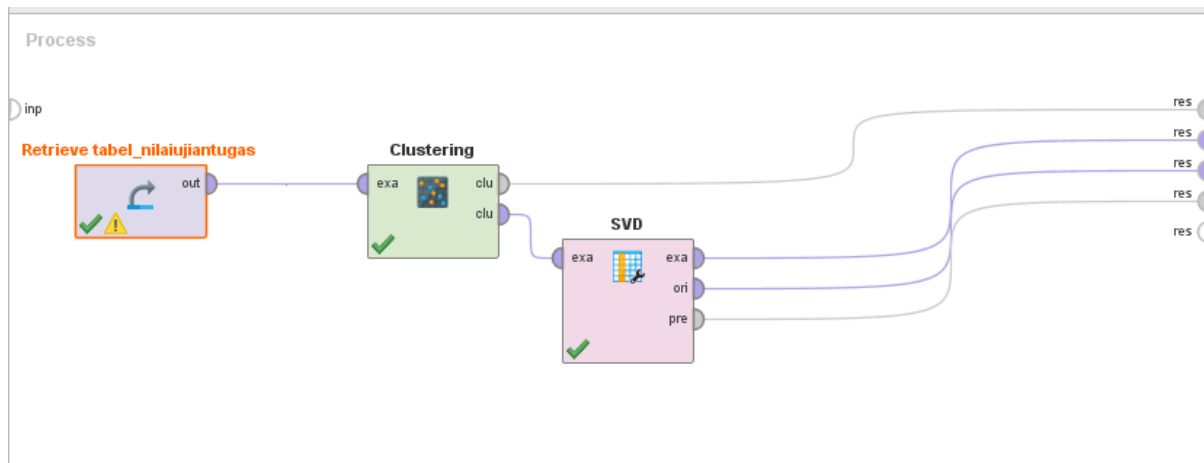 Process
inp
res
res
res
res
res
Retrieve tabel_nilaiujiantugas
out
Clustering
exa
clu
clu
SVD
exa
exa
ori
pre